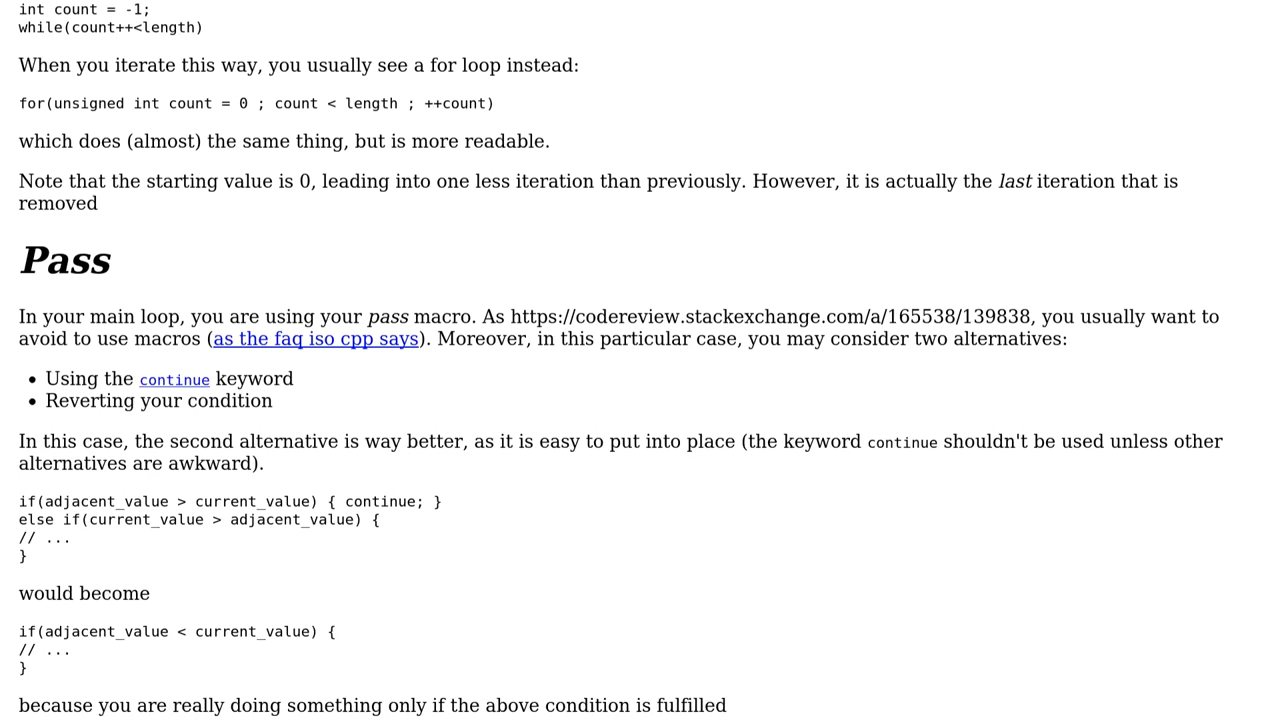 int count = -1;
while(count++<length)
When you iterate this way, you usually see a for loop instead:
for(unsigned int count = 0 ; count < length ; ++count)
which does (almost) the same thing, but is more readable.
Note that the starting value is 0, leading into one less iteration than previously. However, it is actually the last iteration that is
removed
Pass
In your main loop, you are using your pass macro. As https://codereview.stackexchange.com/a/165538/139838, you usually want to
avoid to use macros (as the faq iso cpp says). Moreover, in this particular case, you may consider two alternatives:
• Using the continue keyword
• Reverting your condition
In this case, the second alternative is way better, as it is easy to put into place (the keyword continue shouldn't be used unless other
alternatives are awkward).
if(adjacent_value > current_value) { continue; }
else if(current_value > adjacent_value) {
// ...
}
would become
if(adjacent_value < current_value) {
// ...
}
because you are really doing something only if the above condition is fulfilled